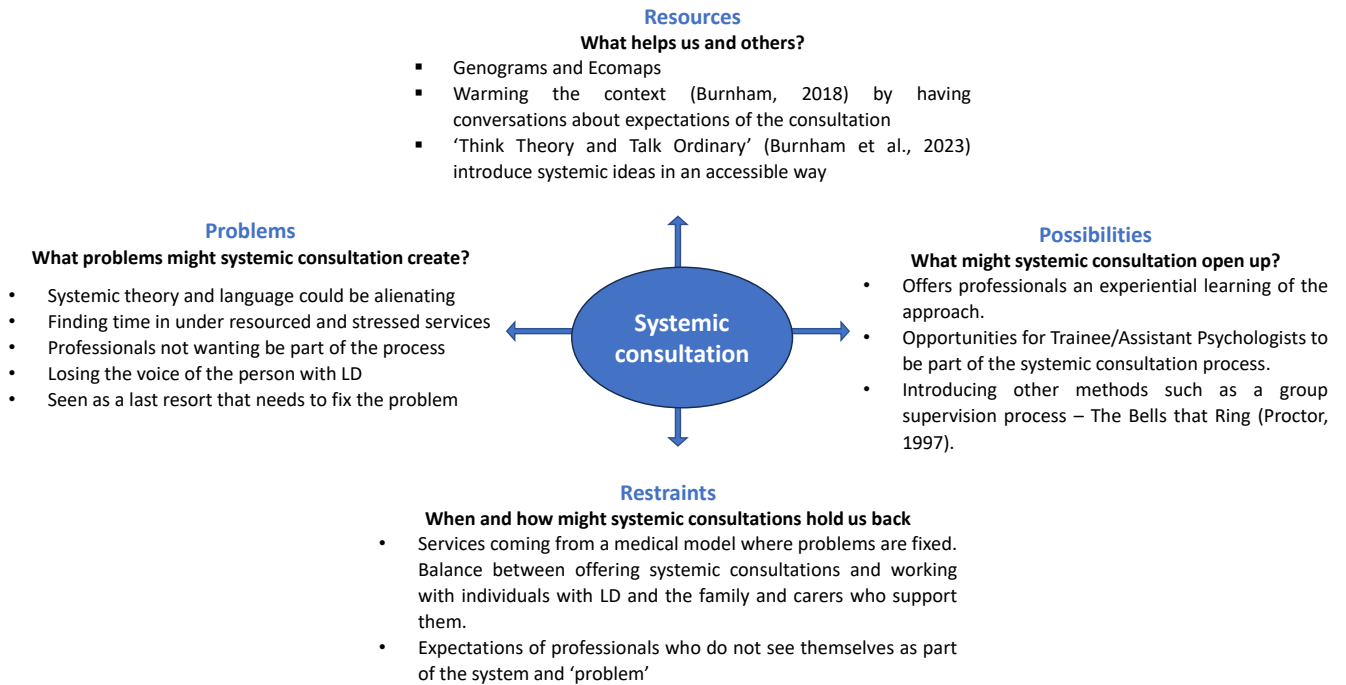 Resources
What helps us and others?
▪ Genograms and Ecomaps
▪ Warming the context (Burnham, 2018) by having
conversations about expectations of the consultation
▪ ‘Think Theory and Talk Ordinary’ (Burnham et al., 2023)
introduce systemic ideas in an accessible way
Problems
What problems might systemic consultation create?
• Systemic theory and language could be alienating
• Finding time in under resourced and stressed services
• Professionals not wanting be part of the process
• Losing the voice of the person with LD
• Seen as a last resort that needs to fix the problem
Systemic
consultation
Possibilities
What might systemic consultation open up?
• Offers professionals an experiential learning of the
approach.
• Opportunities for Trainee/Assistant Psychologists to
be part of the systemic consultation process.
• Introducing other methods such as a group
supervision process – The Bells that Ring (Proctor,
1997).
Restraints
When and how might systemic consultations hold us back
• Services coming from a medical model where problems are fixed.
Balance between offering systemic consultations and working
with individuals with LD and the family and carers who support
them.
• Expectations of professionals who do not see themselves as part
of the system and ‘problem’